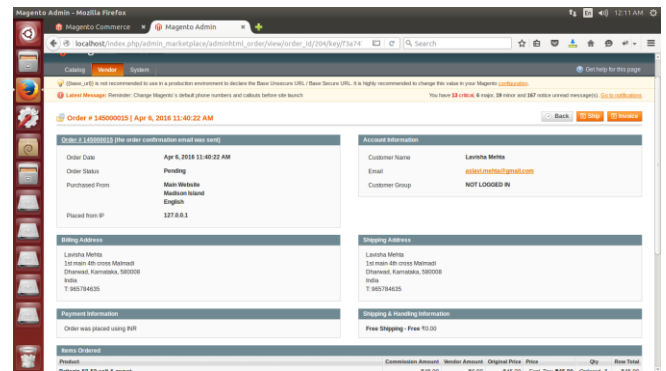 Magento Admin - Mozilla Firefox
En
12:11 AM
Magento Commerce
Magento Admin
localhost/index.php/admin_marketplace/adminhtml_order/view/order_id/204/key/f3a74
Search
Catalog
Vendor
System
Get help for this page
{{base_url}} is not recommended to use in a production environment to declare the Base Unsecure URL / Base Secure URL. It is highly recommended to change this value in your Magento configuration.
Latest Message: Reminder: Change Magento's default phone numbers and callouts before site launch
You have 13 critical, 6 major, 19 minor and 167 notice unread message(s). Go to notifications
Order # 145000015 | Apr 6, 2016 11:40:22 AM
Back
Ship
Invoice
Order # 145000015 (the order confirmation email was sent)
Order Date Apr 6, 2016 11:40:22 AM
Order Status Pending
Purchased From Main Website
Madison Island
English
Placed from IP 127.0.0.1
Account Information
Customer Name Lavisha Mehta
Email
Customer Group NOT LOGGED IN
Billing Address
Lavisha Mehta
1st main 4th cross Malmadi
Dharwad, Karnataka, 580008
India
T: 965784635
Shipping Address
Lavisha Mehta
1st main 4th cross Malmadi
Dharwad, Karnataka, 580008
India
T: 965784635
Payment Information
Order was placed using INR
Shipping & Handling Information
Free Shipping - Free ₹0.00
Items Ordered
Product Commission Amount Vendor Amount Original Price Price Qty Row Total